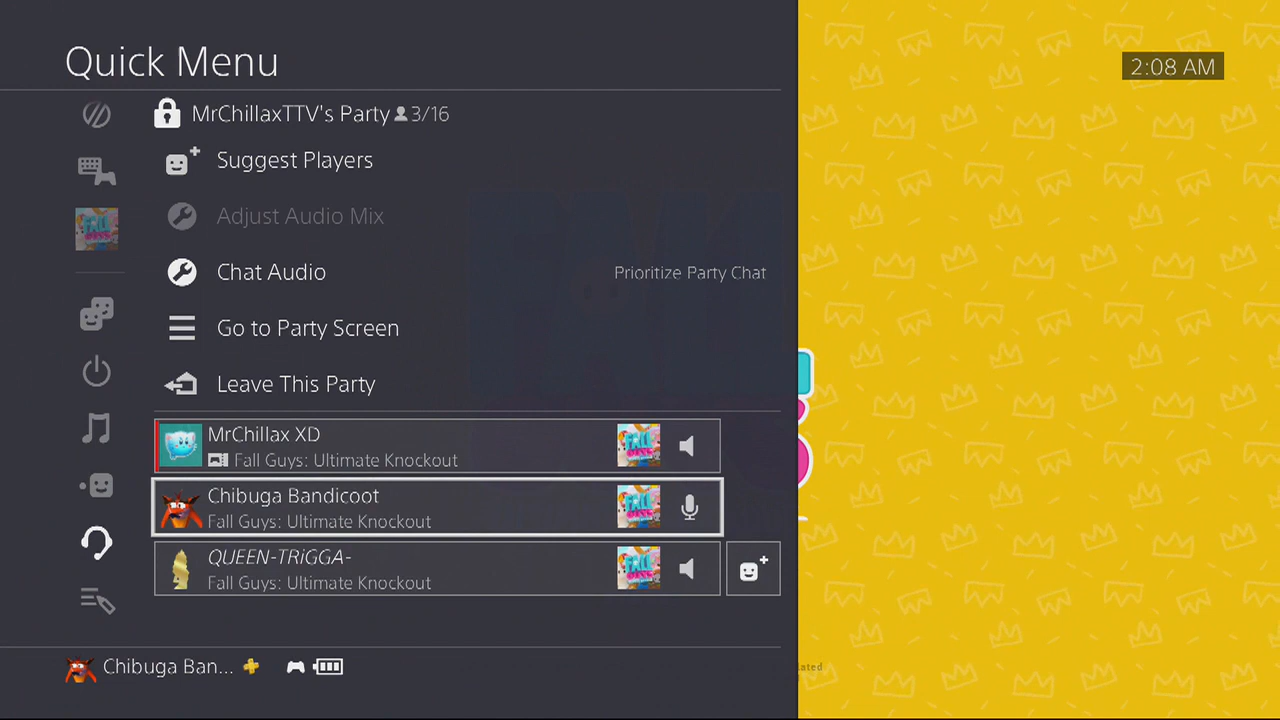 Quick Menu
2:08 AM
MrChillaxTTV's Party 3/16
Suggest Players
Adjust Audio Mix
Chat Audio
Prioritize Party Chat
Go to Party Screen
Leave This Party
MrChillax XD
Fall Guys: Ultimate Knockout
Chibuga Bandicoot
Fall Guys: Ultimate Knockout
QUEEN-TRiGGA-
Fall Guys: Ultimate Knockout
Chibuga Ban...